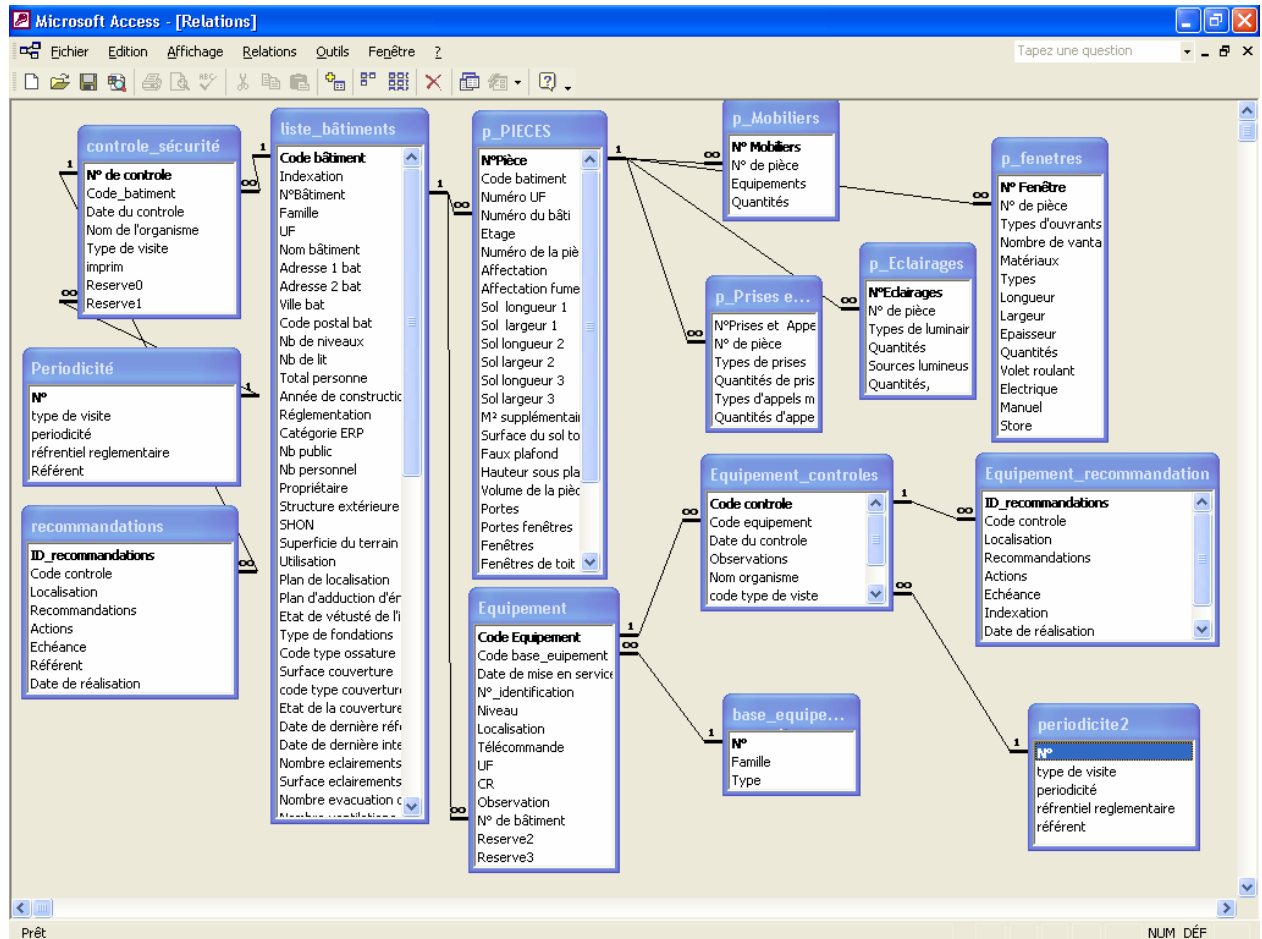 Microsoft Access - [Relations]
Eichier Edition Affichage Relations Outils Fenêtre ?
Tapez une question
controle_sécurité
1
N° de controle
Code_batiment
Date du controle
Nom de l'organisme
Type de visite
imprim
Reserve0
Reserve1
∞
∞
Periodicité
N°
type de visite
periodicité
réfrentiel reglementaire
Référent
1
recommandations
ID_recommandations
Code controle
Localisation
Recommandations
Actions
Echéance
Référent
Date de réalisation
∞
liste_bâtiments
1
Code bâtiment
Indexation
N°Bâtiment
Famille
UF
Nom bâtiment
Adresse 1 bat
Adresse 2 bat
Ville bat
Code postal bat
Nb de niveaux
Nb de lit
Total personne
Année de constructic
Réglementation
Catégorie ERP
Nb public
Nb personnel
Propriétaire
Structure extérieure
SHON
Superficie du terrain
Utilisation
Plan de localisation
Plan d'adduction d'én
Etat de vétusté de l'i
Type de fondations
Code type ossature
Surface couverture
code type couvertur
Etat de la couverture
Date de dernière réf
Date de dernière inte
Nombre eclairements
Surface eclairements
Nombre evacuation
1
p_PIECES
N°Pièce
Code batiment
Numéro UF
Numéro du bâti
Etage
Numéro de la piè
Affectation
Affectation fume
Sol longueur 1
Sol largeur 1
Sol longueur 2
Sol largeur 2
Sol longueur 3
Sol largeur 3
M² supplémentai
Surface du sol to
Faux plafond
Hauteur sous pla
Volume de la pièc
Portes
Portes fenêtres
Fenêtres
Fenêtres de toit
∞
1
Equipement
Code Equipement
Code base_euipement
Date de mise en service
N°_identification
Niveau
Localisation
Télécommande
UF
CR
Observation
N° de bâtiment
Reserve2
Reserve3
1
∞
∞
p_Mobiliers
∞
N° Mobiliers
N° de pièce
Equipements
Quantités
p_fenetres
∞
N° Fenêtre
N° de pièce
Types d'ouvrants
Nombre de vanta
Matériaux
Types
Longueur
Largeur
Epaisseur
Quantités
Volet roulant
Electrique
Manuel
Store
p_Eclairages
∞
N°Eclairages
N° de pièce
Types de luminair
Quantités
Sources lumineus
Quantités,
p_Prises e...
∞
N°Prises et Appe
N° de pièce
Types de prises
Quantités de pris
Types d'appels m
Quantités d'appe
Equipement_controles
∞
Code controle
Code equipement
Date du controle
Observations
Nom organisme
code type de viste
1
∞
Equipement_recommandation
∞
ID_recommandations
Code controle
Localisation
Recommandations
Actions
Echéance
Indexation
Date de réalisation
base_equipe...
1
N°
Famille
Type
periodicite2
1
N°
type de visite
periodicité
réfrentiel reglementaire
référent
Prêt
NUM DÉF